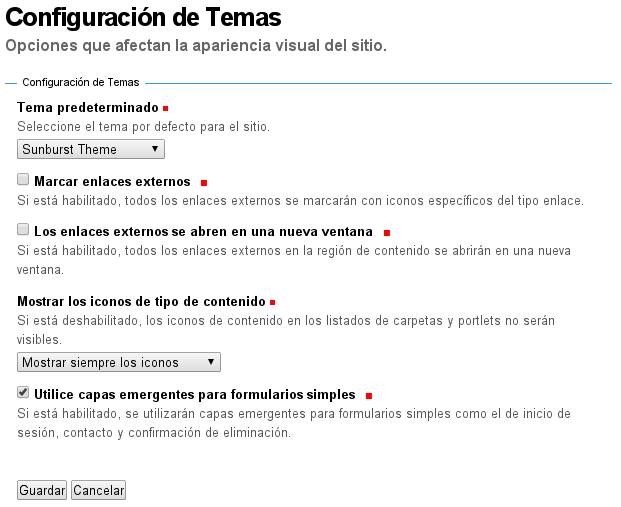 Configuración de Temas
Opciones que afectan la apariencia visual del sitio.
Configuración de Temas
Tema predeterminado
Seleccione el tema por defecto para el sitio.
Sunburst Theme
Marcar enlaces externos
Si está habilitado, todos los enlaces externos se marcarán con iconos específicos del tipo enlace.
Los enlaces externos se abren en una nueva ventana
Si está habilitado, todos los enlaces externos en la región de contenido se abrirán en una nueva
ventana.
Mostrar los iconos de tipo de contenido
Si está deshabilitado, los iconos de contenido en los listados de carpetas y portlets no serán
visibles.
Mostrar siempre los iconos
Utilice capas emergentes para formularios simples
Si está habilitado, se utilizarán capas emergentes para formularios simples como el de inicio de
sesión, contacto y confirmación de eliminación.
Guardar Cancelar